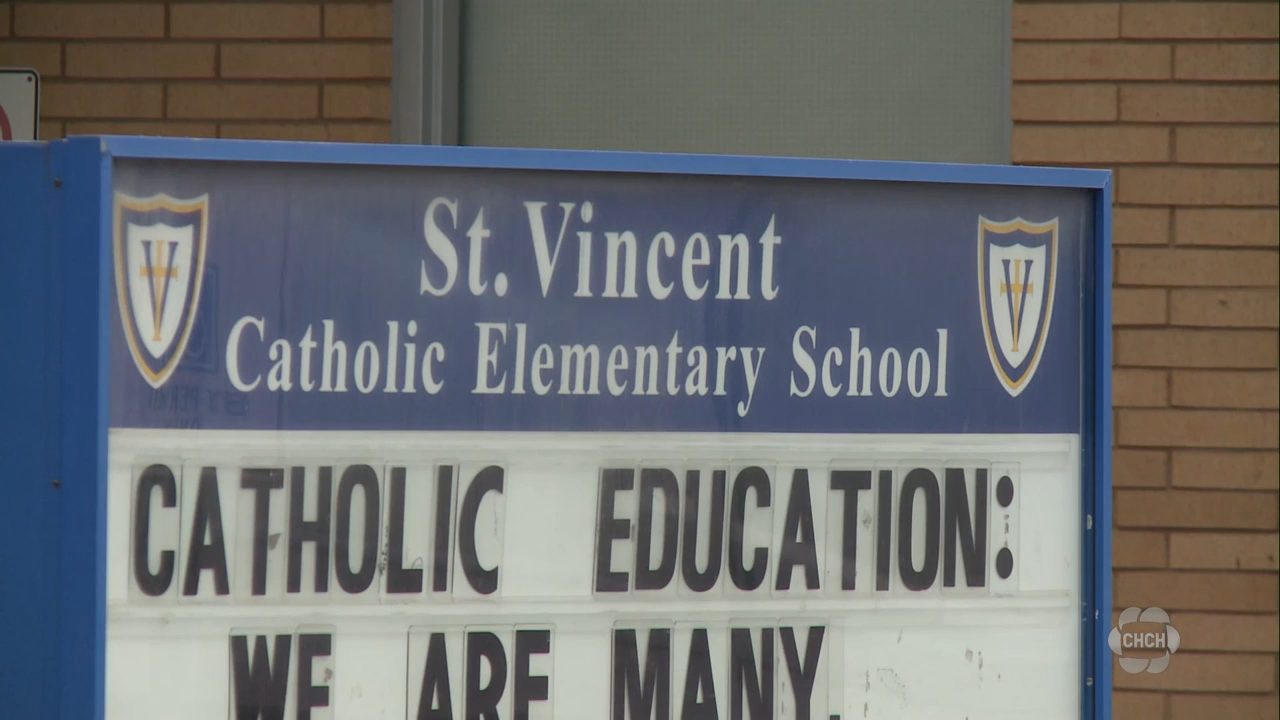 St. Vincent
Catholic Elementary School
CATHOLIC EDUCATION:
WE ARE MANY,
CHCH